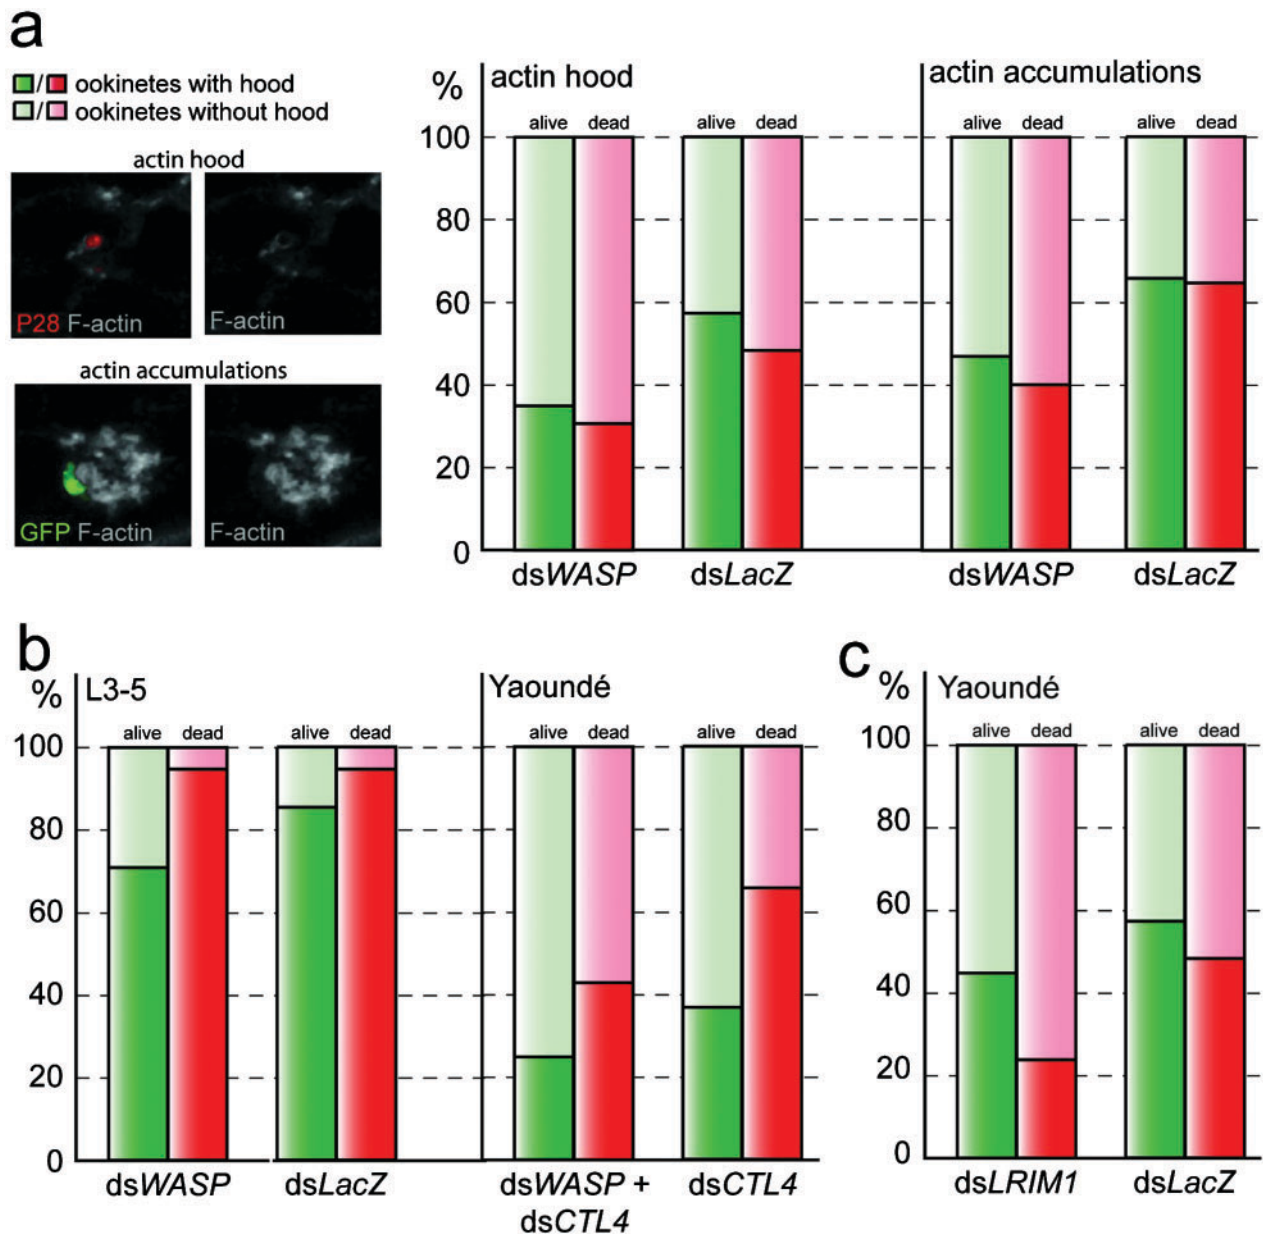 a
/ ookinetes with hood
/ ookinetes without hood
actin hood
P28 F-actin
F-actin
actin accumulations
GFP F-actin
F-actin
%
actin hood
actin accumulations
alive dead alive dead alive dead alive dead
100
80
60
40
20
0
dsWASP dsLacZ dsWASP dsLacZ
b
%
L3-5
Yaoundé
alive dead alive dead alive dead alive dead
100
80
60
40
20
0
dsWASP dsLacZ dsWASP + dsCTL4
dsCTL4
c
%
Yaoundé
alive dead alive dead
100
80
60
40
20
0
dsLRIM1 dsLacZ